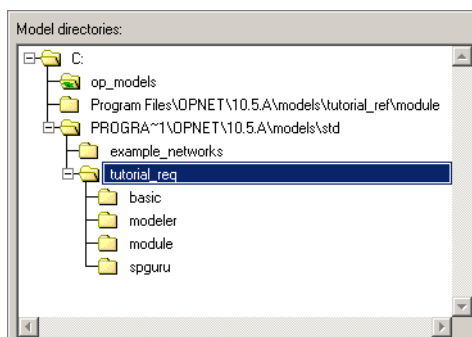 Model directories:
C:
op_models
Program Files\OPNET\10.5.A\models\tutorial_ref\module
PROGRA~1\OPNET\10.5.A\models\std
example_networks
tutorial_req
basic
modeler
module
spguru